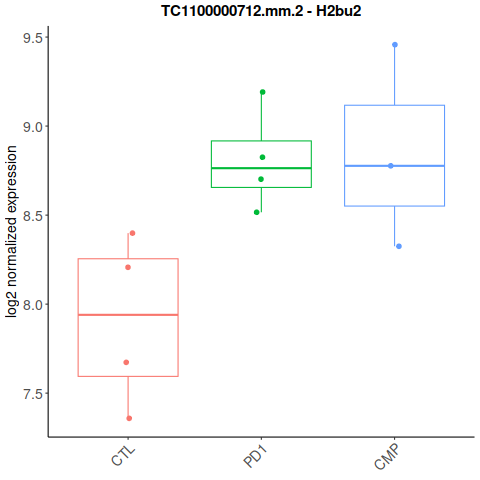 TC1100000712.mm.2 - H2bu2
log2 normalized expression
9.5
9.0
8.5
8.0
7.5
CTL
PD1
CMP